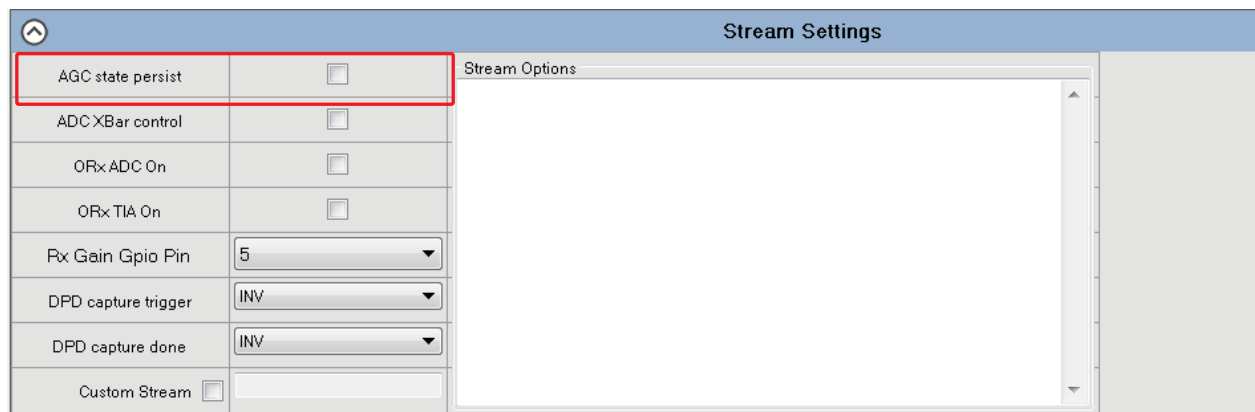 Stream Settings
AGC state persist
Stream Options
ADC XBar control
ORx ADC On
ORx TIA On
Rx Gain Gpio Pin 5
DPD capture trigger INV
DPD capture done INV
Custom Stream